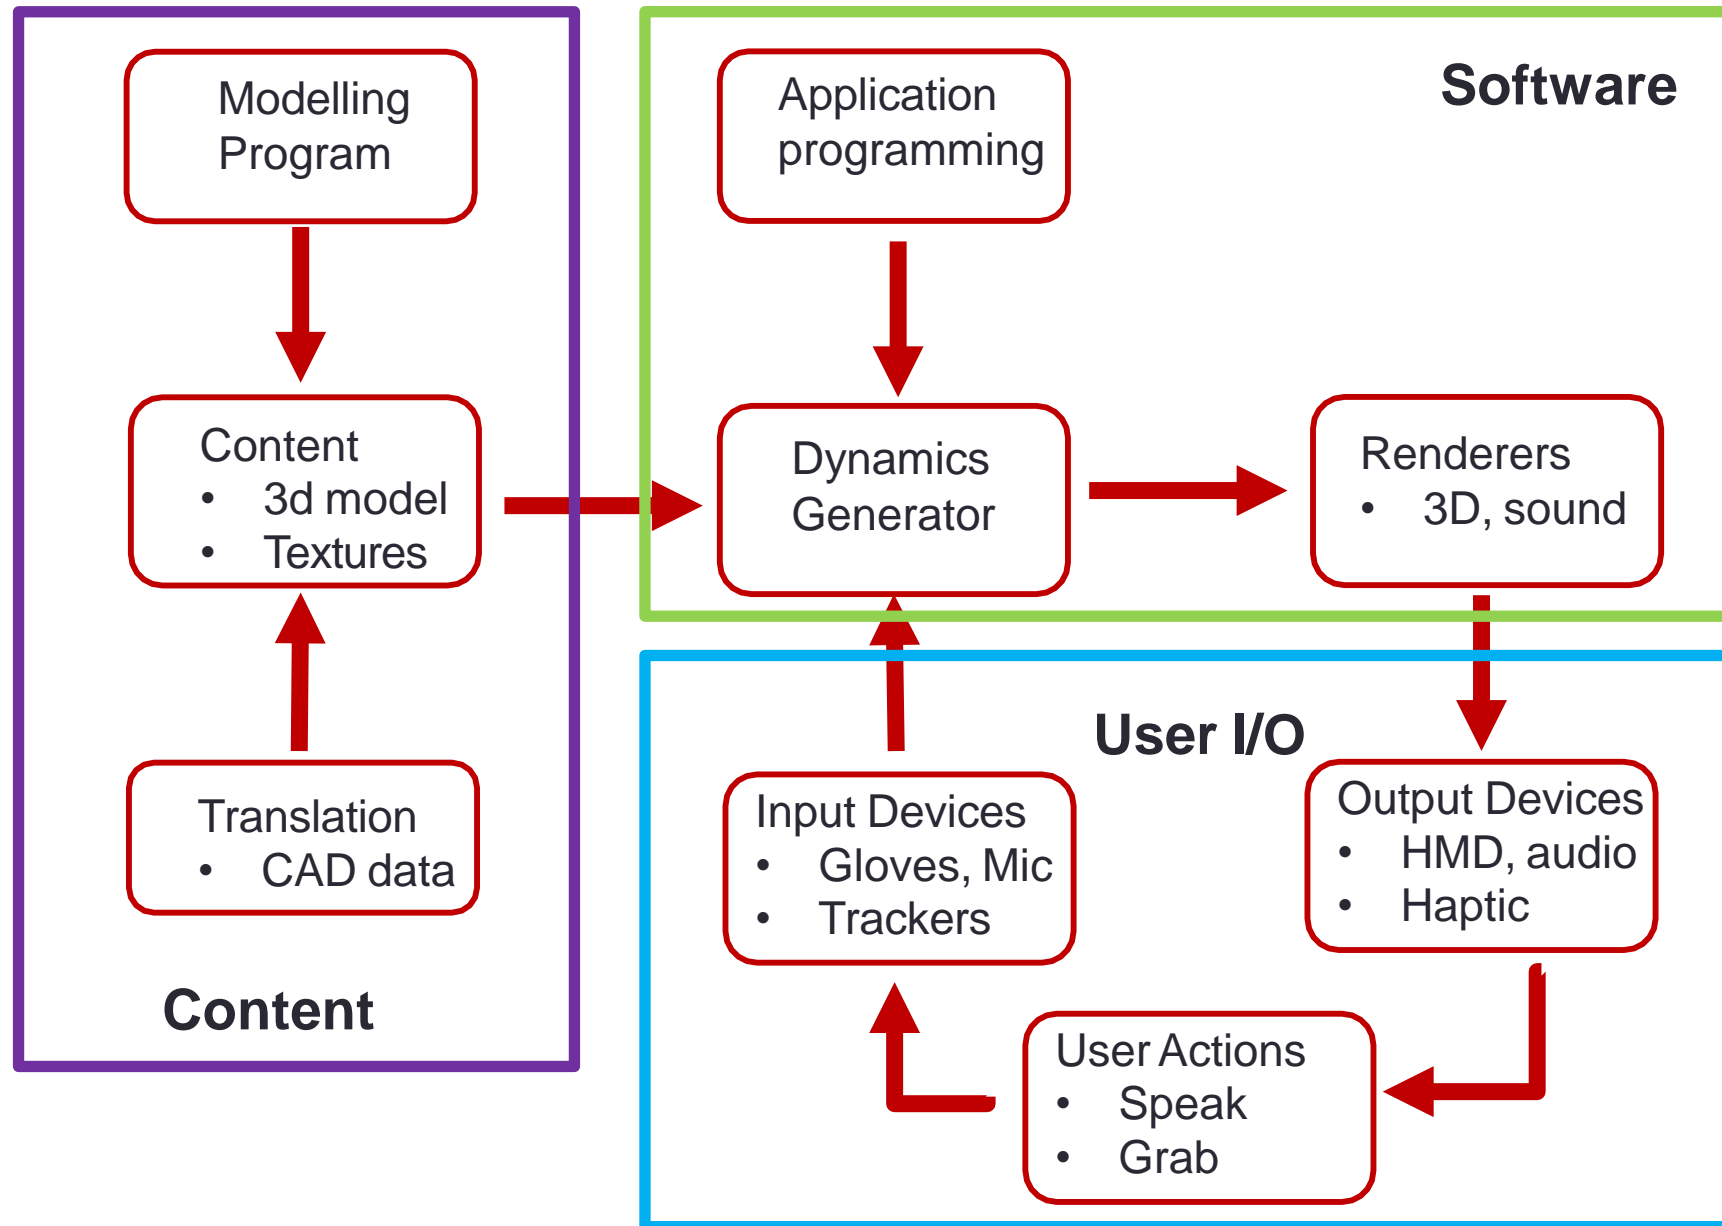 Modelling
Program
Content
• 3d model
• Textures
Translation
• CAD data
Content
Software
Application
programming
Dynamics
Generator
Renderers
• 3D, sound
User I/O
Input Devices
• Gloves, Mic
• Trackers
Output Devices
• HMD, audio
• Haptic
User Actions
• Speak
• Grab